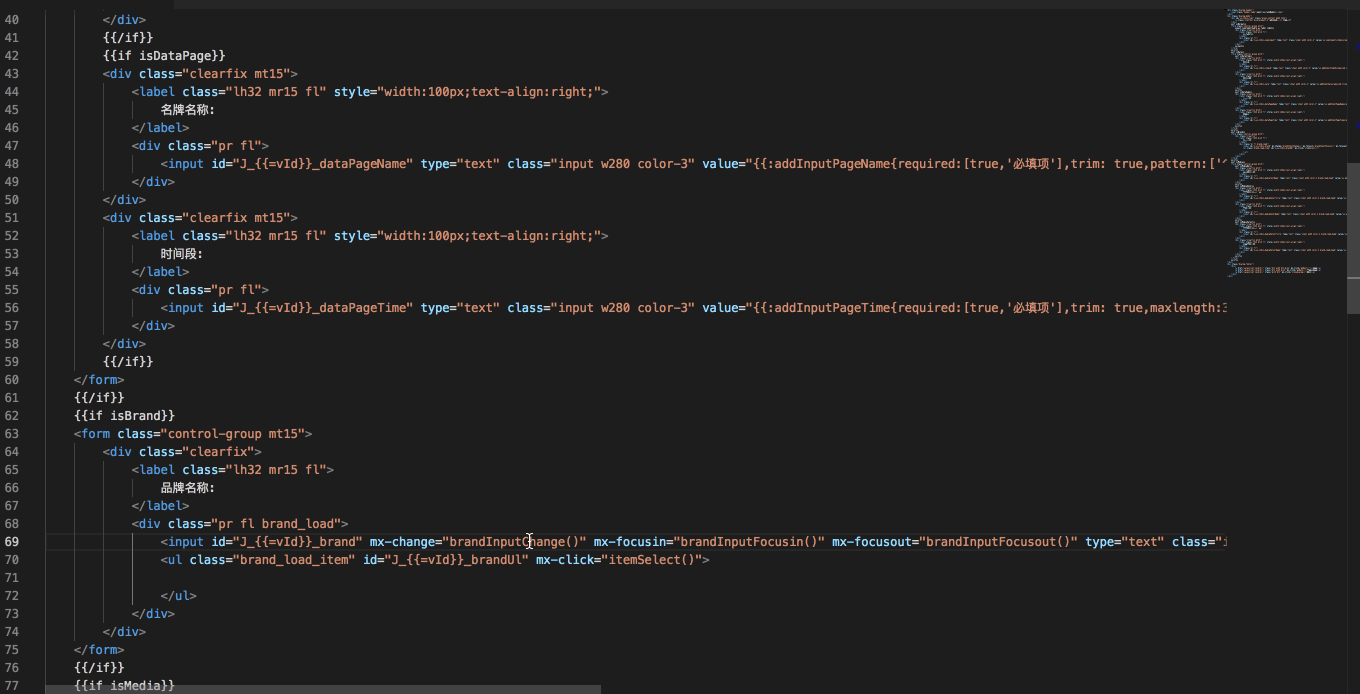 40 </div>
41 {{/if}}
42 {{if isDataPage}}
43 <div class="clearfix mt15">
44 <label class="lh32 mr15 fl" style="width:100px;text-align:right;">
45 名牌名称:
46 </label>
47 <div class="pr fl">
48 <input id="J_{{=vId}}_dataPageName" type="text" class="input w280 color-3" value="{{:addInputPageName{required:[true,'必填项'],trim: true,pattern:['^
49 </div>
50 </div>
51 <div class="clearfix mt15">
52 <label class="lh32 mr15 fl" style="width:100px;text-align:right;">
53 时间段:
54 </label>
55 <div class="pr fl">
56 <input id="J_{{=vId}}_dataPageTime" type="text" class="input w280 color-3" value="{{:addInputPageTime{required:[true,'必填项'],trim: true,maxlength:3
57 </div>
58 </div>
59 {{/if}}
60 </form>
61 {{/if}}
62 {{if isBrand}}
63 <form class="control-group mt15">
64 <div class="clearfix">
65 <label class="lh32 mr15 fl">
66 品牌名称:
67 </label>
68 <div class="pr fl brand_load">
69 <input id="J_{{=vId}}_brand" mx-change="brandInputChange()" mx-focusin="brandInputFocusin()" mx-focusout="brandInputFocusout()" type="text" class="i
70 <ul class="brand_load_item" id="J_{{=vId}}_brandUl" mx-click="itemSelect()">
71
72 </ul>
73 </div>
74 </div>
75 </form>
76 {{/if}}
77 {{if isMedia}}